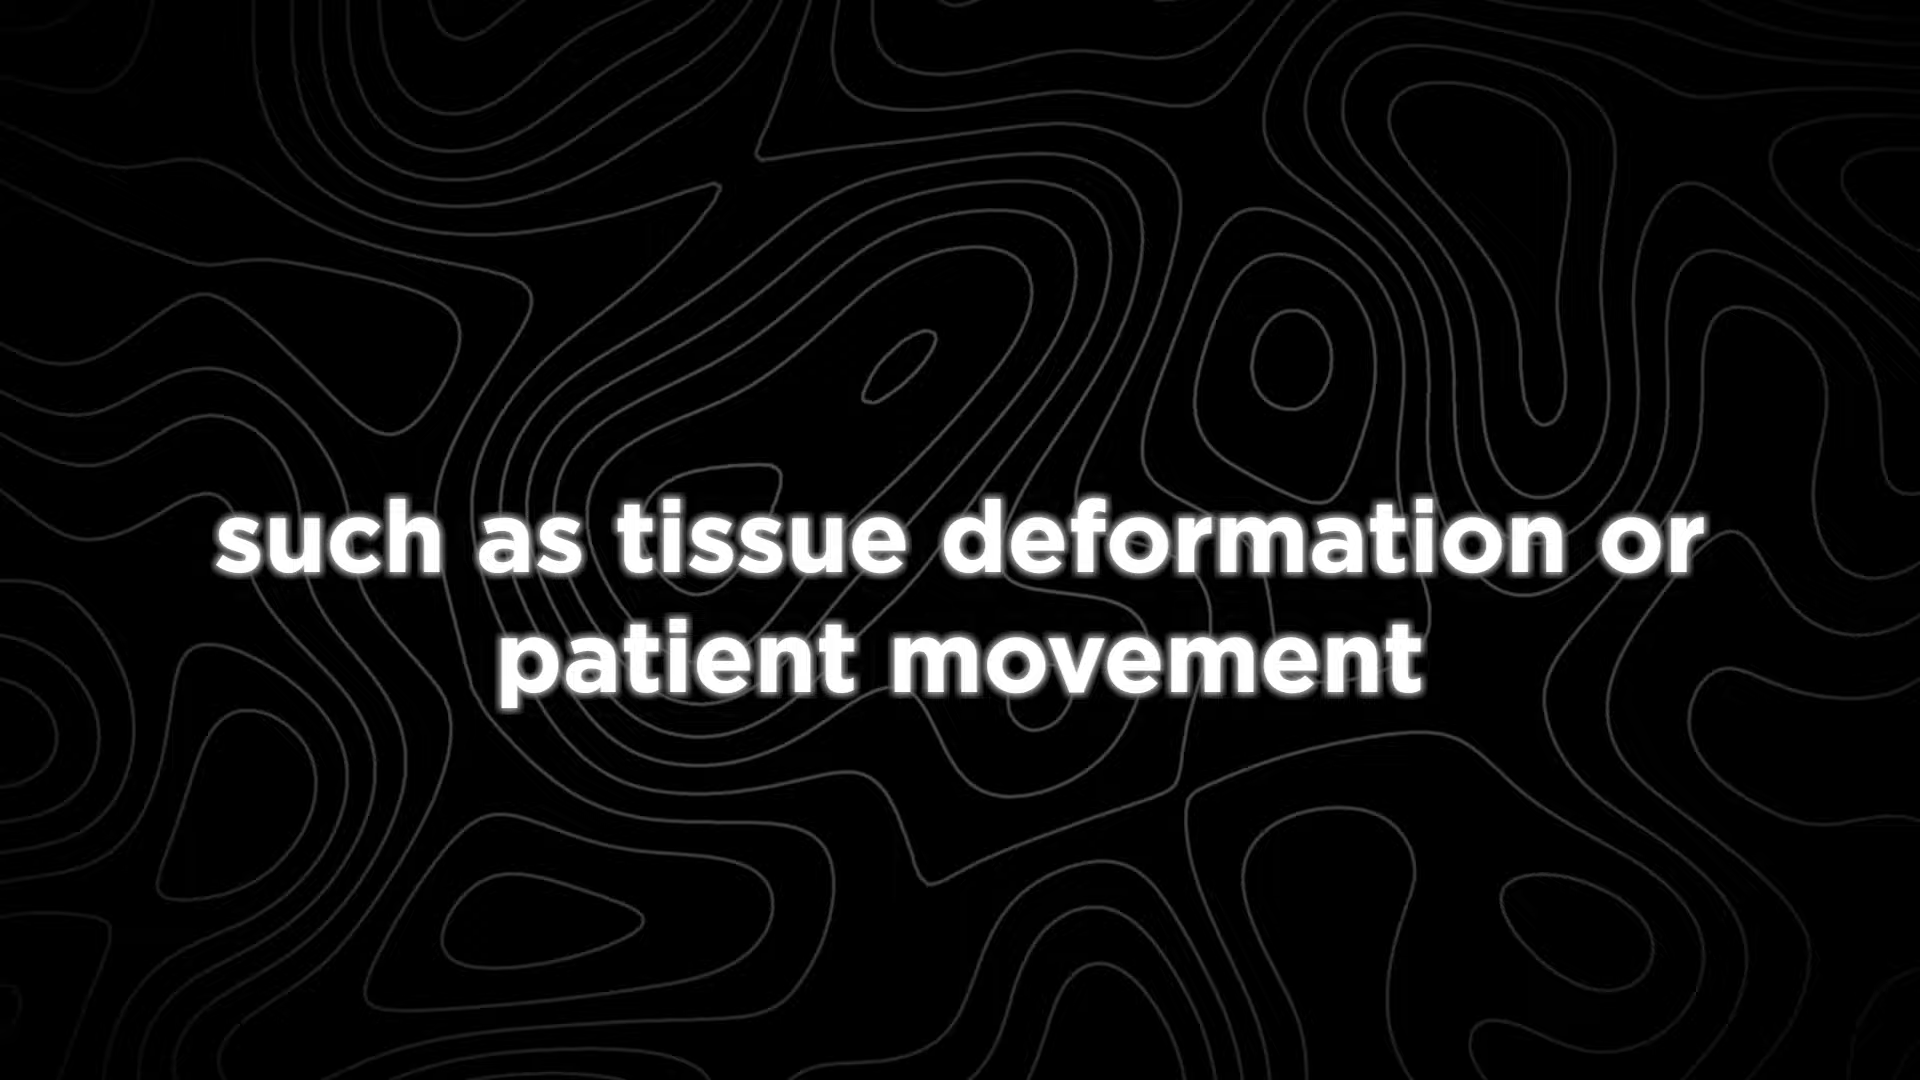 such as tissue deformation or
patient movement